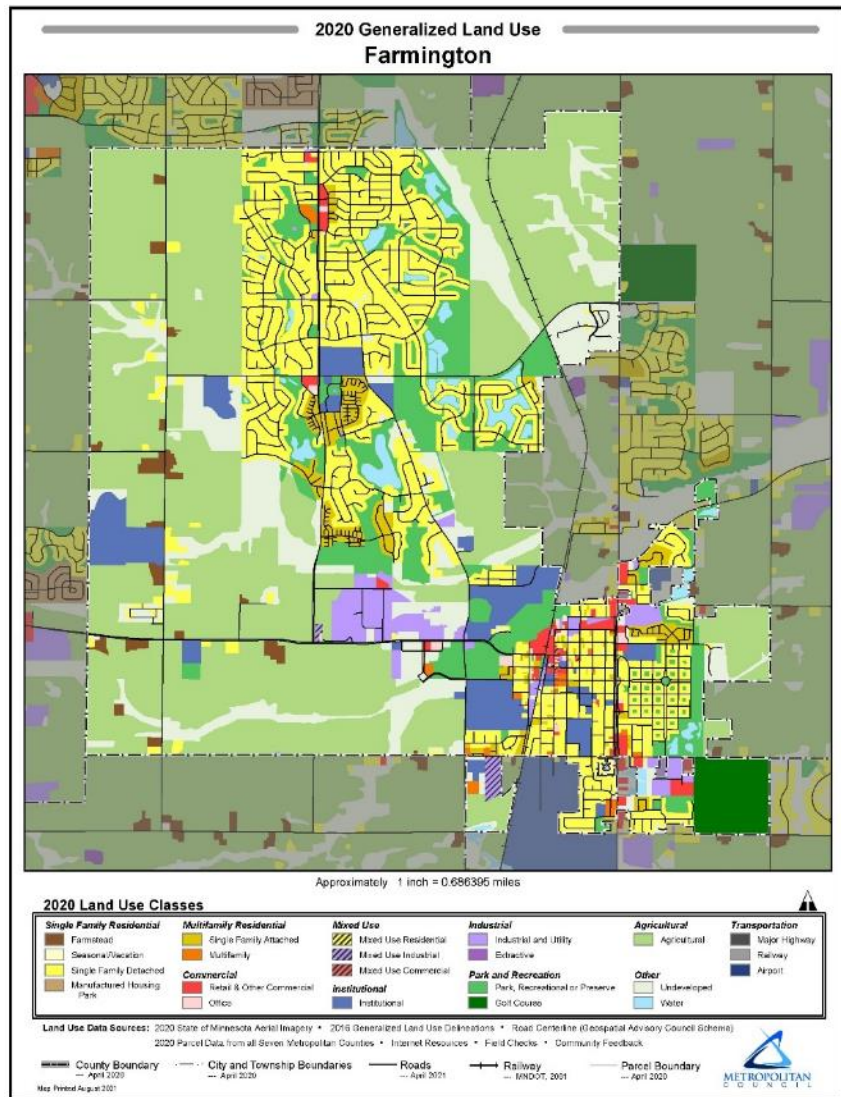 2020 Generalized Land Use
Farmington
Approximately 1 inch = 0.686395 miles
2020 Land Use Classes
Single Family Residential
Farmstead
Seasonal/Vacation
Single Family Detached
Manufactured Housing Park
Multifamily Residential
Single Family Attached
Multifamily
Commercial
Retail & Other Commercial
Office
Mixed Use
Mixed Use Residential
Mixed Use Industrial
Mixed Use Commercial
Institutional
Institutional
Industrial
Industrial and Utility
Extractive
Park and Recreation
Park, Recreational or Preserve
Golf Course
Agricultural
Agricultural
Other
Undeveloped
Water
Transportation
Major Highway
Railway
Airport
Land Use Data Sources: 2020 State of Minnesota Aerial Imagery • 2016 Generalized Land Use Delineations • Road Centerline (Geospatial Advisory Council Schema)
2020 Parcel Data from all Seven Metropolitan Counties • Internet Resources • Field Checks • Community Feedback
County Boundary
--- April 2020
City and Township Boundaries
--- April 2020
Roads
--- April 2021
Railway
--- MNDOT, 2001
Parcel Boundary
--- April 2020
Map Printed August 2021
METROPOLITAN
COUNCIL